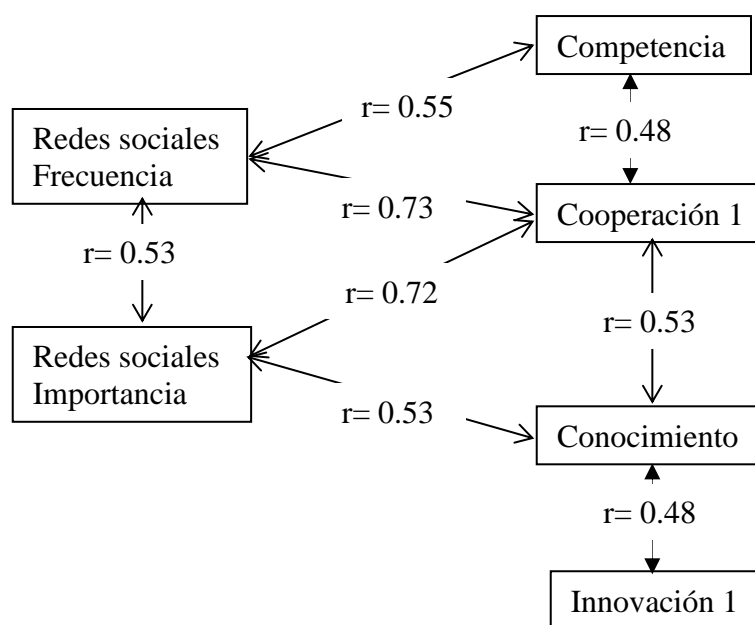 Competencia
r= 0.55
r= 0.48
Redes sociales
Frecuencia
r= 0.73
Cooperación 1
r= 0.53
r= 0.72
r= 0.53
Redes sociales
Importancia
r= 0.53
Conocimiento
r= 0.48
Innovación 1